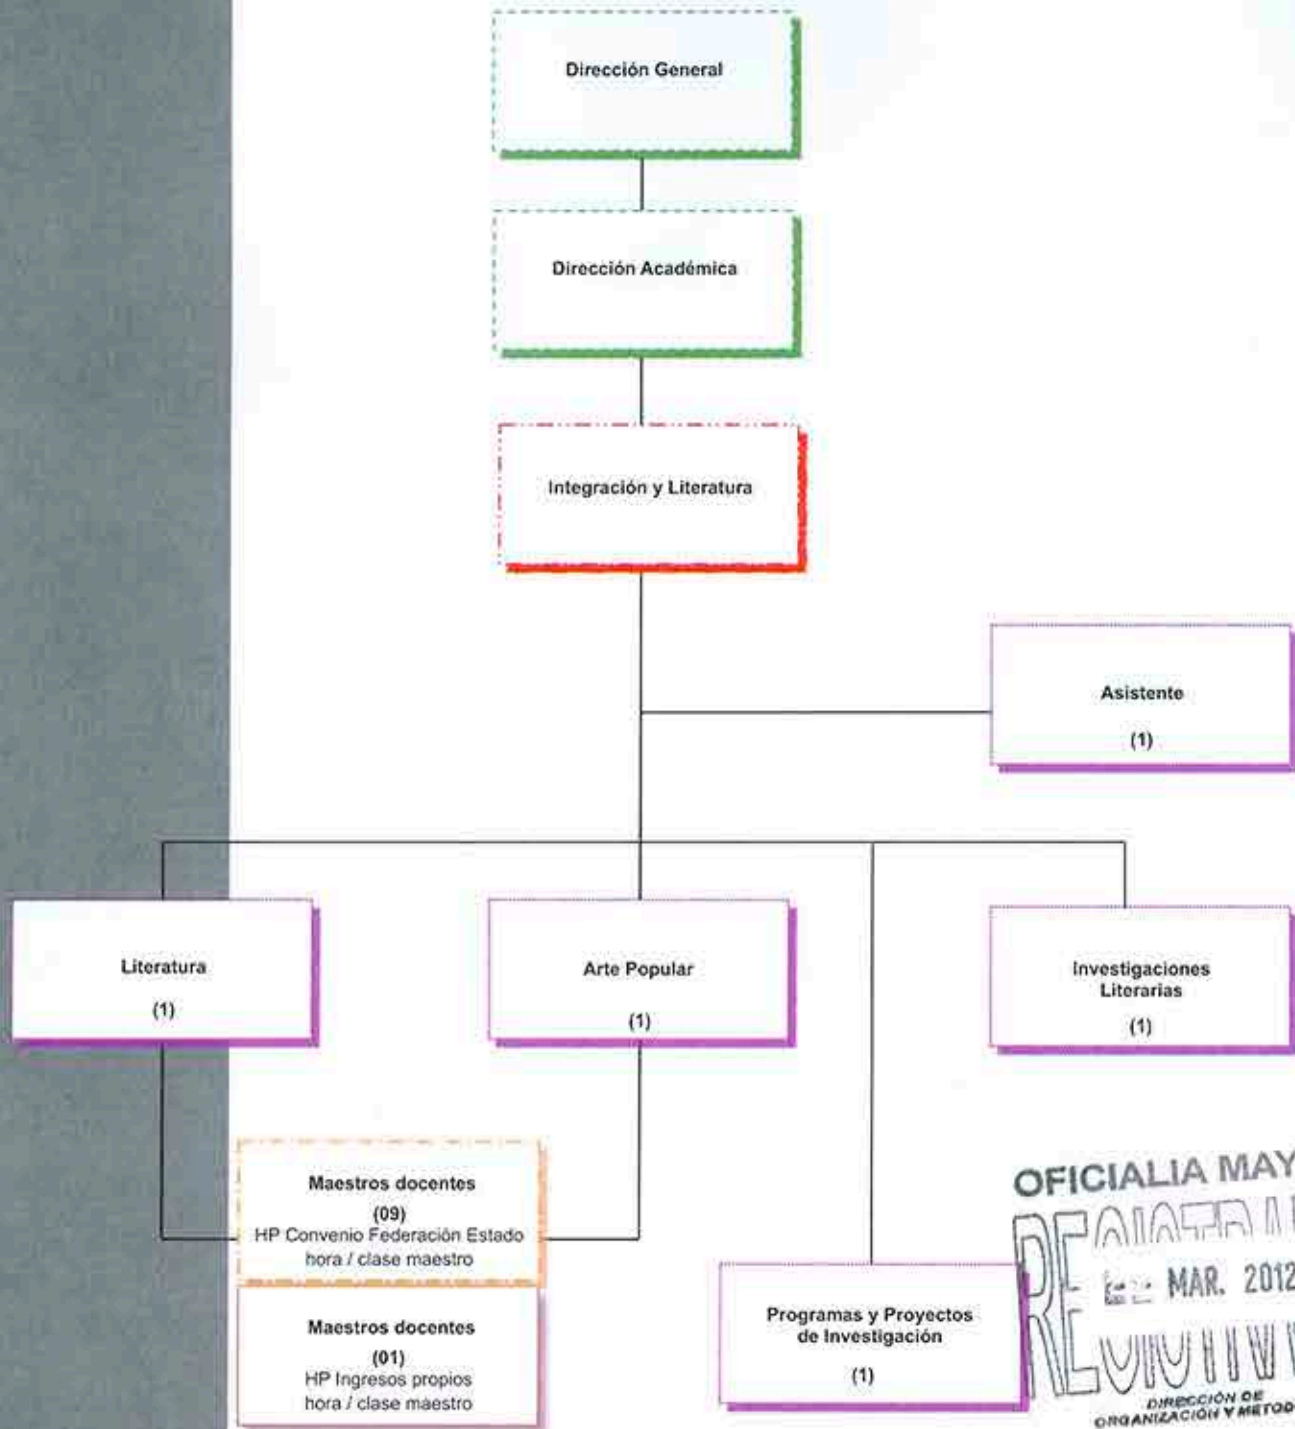 Dirección General
Dirección Académica
Integración y Literatura
Asistente
(1)
Literatura
(1)
Arte Popular
(1)
Investigaciones
Literarias
(1)
Maestros docentes
(09)
HP Convenio Federación Estado
hora / clase maestro
Maestros docentes
(01)
HP Ingresos propios
hora / clase maestro
Programas y Proyectos
de Investigación
(1)
OFICIALIA MAY
MAR. 2012
DIRECCIÓN DE
ORGANIZACIÓN Y METOD